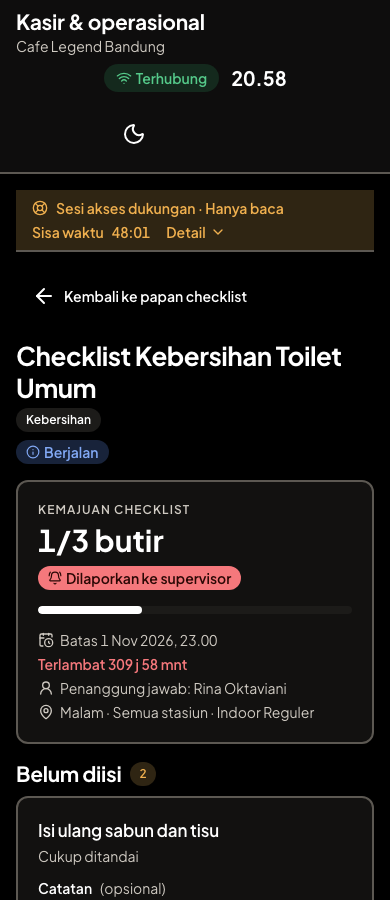 Kasir & operasional
Cafe Legend Bandung
Terhubung 20.58
Sesi akses dukungan · Hanya baca
Sisa waktu 48:01 Detail
Kembali ke papan checklist
Checklist Kebersihan Toilet
Umum
Kebersihan
Berjalan
KEMAJUAN CHECKLIST
1/3 butir
Dilaporkan ke supervisor
Batas 1 Nov 2026, 23.00
Terlambat 309 j 58 mnt
Penanggung jawab: Rina Oktaviani
Malam · Semua stasiun · Indoor Reguler
Belum diisi 2
Isi ulang sabun dan tisu
Cukup ditandai
Catatan (opsional)